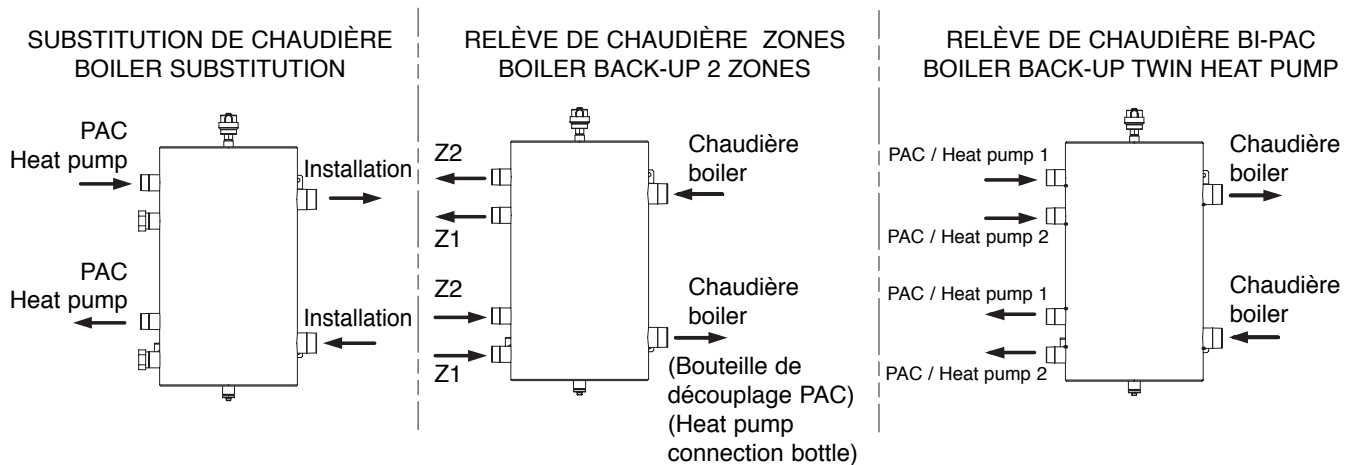 SUBSTITUTION DE CHAUDIÈRE
BOILER SUBSTITUTION
PAC
Heat pump
Installation
PAC
Heat pump
Installation
RELÈVE DE CHAUDIÈRE ZONES
BOILER BACK-UP 2 ZONES
Z2
Chaudière
boiler
Z1
Z2
Chaudière
boiler
Z1
(Bouteille de
découplage PAC)
(Heat pump
connection bottle)
RELÈVE DE CHAUDIÈRE BI-PAC
BOILER BACK-UP TWIN HEAT PUMP
PAC / Heat pump 1
Chaudière
boiler
PAC / Heat pump 2
PAC / Heat pump 1
Chaudière
boiler
PAC / Heat pump 2